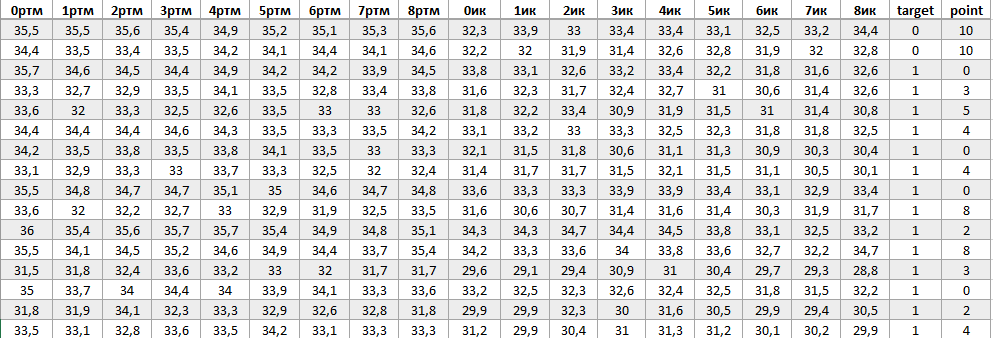 0ртм 1ртм 2ртм 3ртм 4ртм 5ртм 6ртм 7ртм 8ртм 0ик 1ик 2ик 3ик 4ик 5ик 6ик 7ик 8ик target point
35,5 35,5 35,6 35,4 34,9 35,2 35,1 35,3 35,6 32,3 33,9 33 33,4 33,4 33,1 32,5 33,2 34,4 0 10
34,4 33,5 33,4 33,5 34,2 34,1 34,4 34,1 34,6 32,2 32 31,9 31,4 32,6 32,8 31,9 32 32,8 0 10
35,7 34,6 34,5 34,4 34,9 34,2 34,2 33,9 34,5 33,8 33,1 32,6 33,2 33,4 32,2 31,8 31,6 32,6 1 0
33,3 32,7 32,9 33,5 34,1 33,5 32,8 33,4 33,8 31,6 32,3 31,7 32,4 32,7 31 30,6 31,4 32,6 1 3
33,6 32 33,3 32,5 32,6 33,5 33 33 32,6 31,8 32,2 33,4 30,9 31,9 31,5 31 31,4 30,8 1 5
34,4 34,4 34,4 34,6 34,3 33,5 33,3 33,5 34,2 33,1 33,2 33 33,3 32,5 32,3 31,8 31,8 32,5 1 4
34,2 33,5 33,8 33,5 33,8 34,1 33,5 33 33,3 32,1 31,5 31,8 30,6 31,1 31,3 30,9 30,3 30,4 1 0
33,1 32,9 33,3 33 33,7 33,3 32,5 32 32,4 31,4 31,7 31,7 31,5 32,1 31,5 31,1 30,5 30,1 1 4
35,5 34,8 34,7 34,7 35,1 35 34,6 34,7 34,8 33,6 33,3 33,3 33,9 33,9 33,4 33,1 32,9 33,4 1 0
33,6 32 32,2 32,7 33 32,9 31,9 32,5 33,5 31,6 30,6 30,7 31,4 31,6 31,4 30,3 31,9 31,7 1 8
36 35,4 35,6 35,7 35,7 35,4 34,9 34,8 35,1 34,3 34,3 34,7 34,4 34,5 33,8 33,1 32,5 33,2 1 2
35,5 34,1 34,5 35,2 34,6 34,9 34,4 33,7 35,4 34,2 33,3 33,6 34 33,8 33,6 32,7 32,2 34,7 1 8
31,5 31,8 32,4 33,6 33,2 33 32 31,7 31,7 29,6 29,1 29,4 30,9 31 30,4 29,7 29,3 28,8 1 3
35 33,7 34 34,4 34 33,9 34,1 33,3 33,6 33,2 32,5 32,3 32,6 32,4 32,5 31,8 31,5 32,2 1 0
31,8 31,9 34,1 32,3 33,3 32,9 32,6 32,8 31,8 29,9 29,9 32,3 30 31,6 30,5 29,9 29,4 30,5 1 2
33,5 33,1 32,8 33,6 33,5 34,2 33,1 33,3 33,3 31,2 29,9 30,4 31 31,3 31,2 30,1 30,2 29,9 1 4